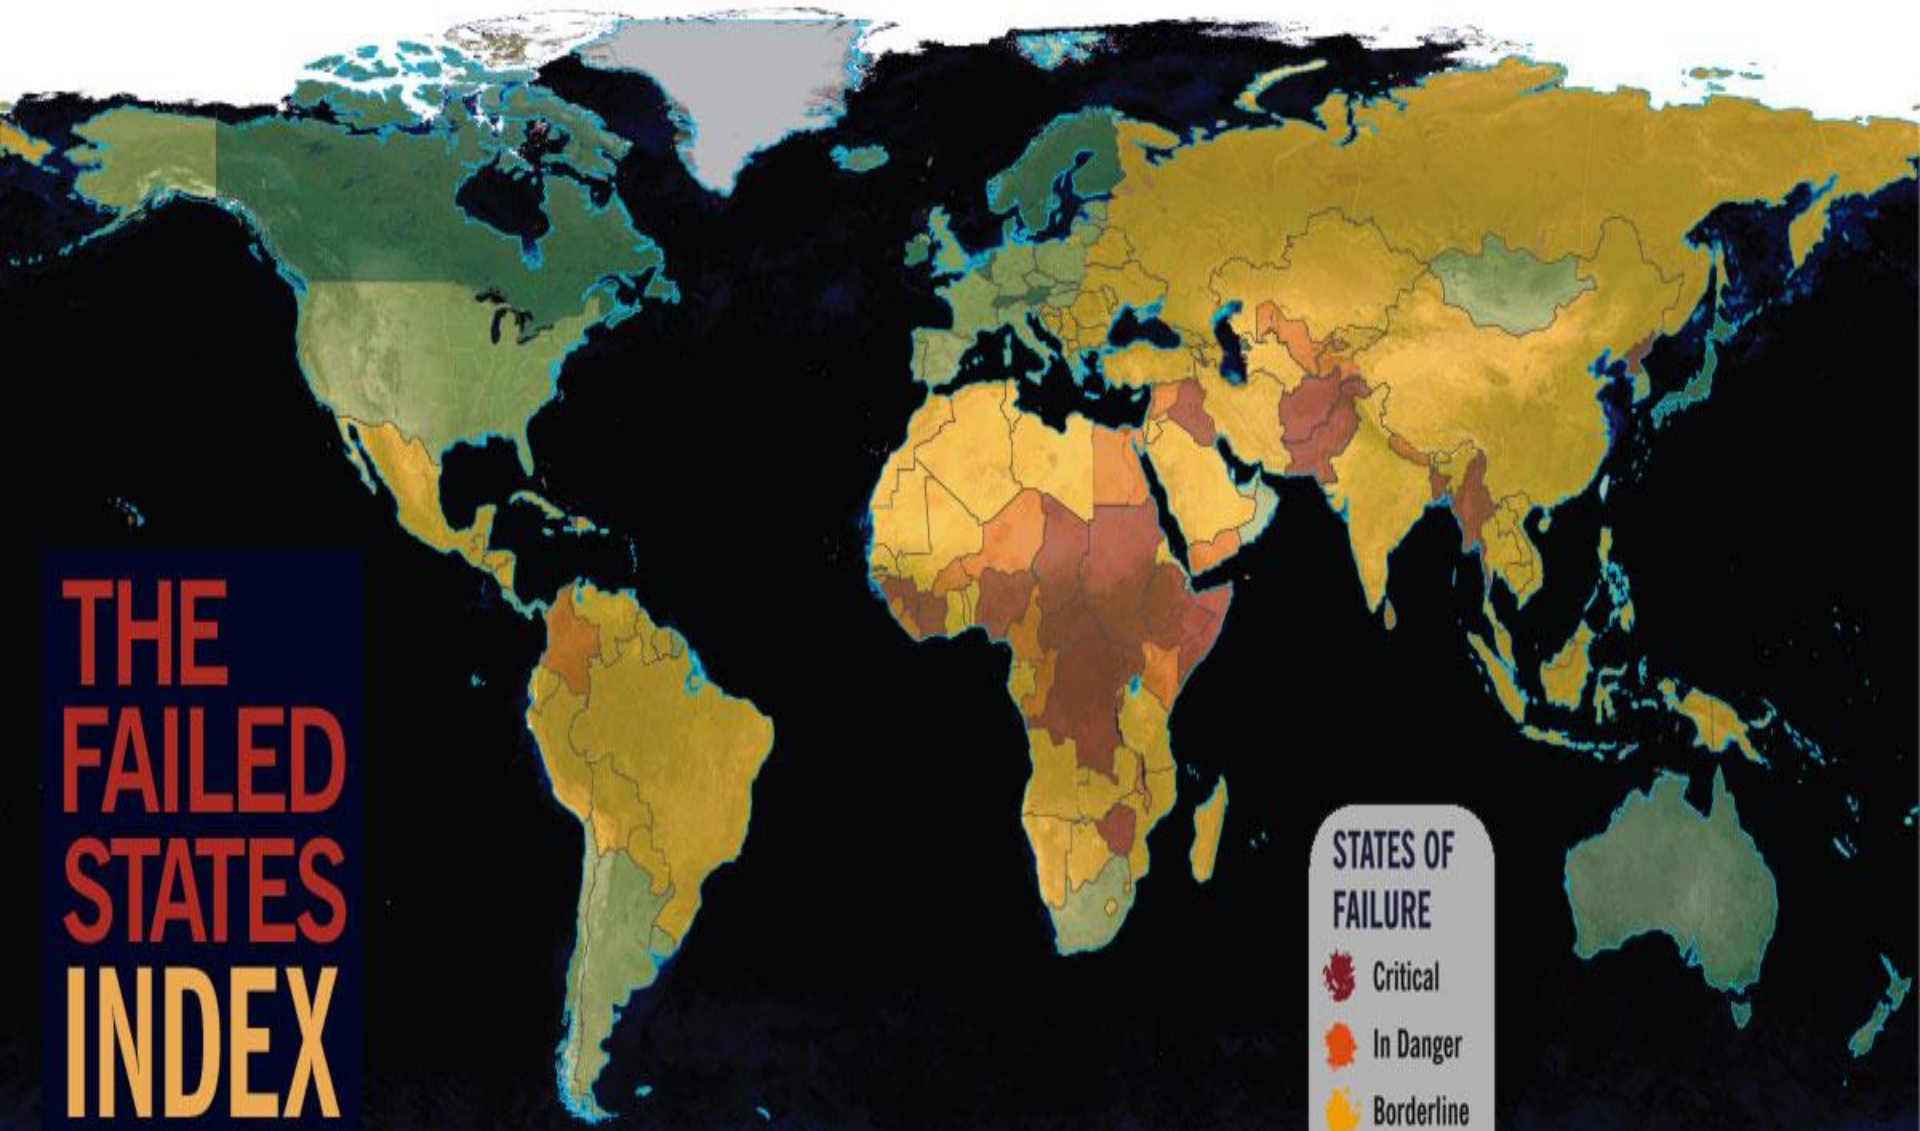 THE
FAILED
STATES
INDEX
STATES OF
FAILURE
Critical
In Danger
Borderline